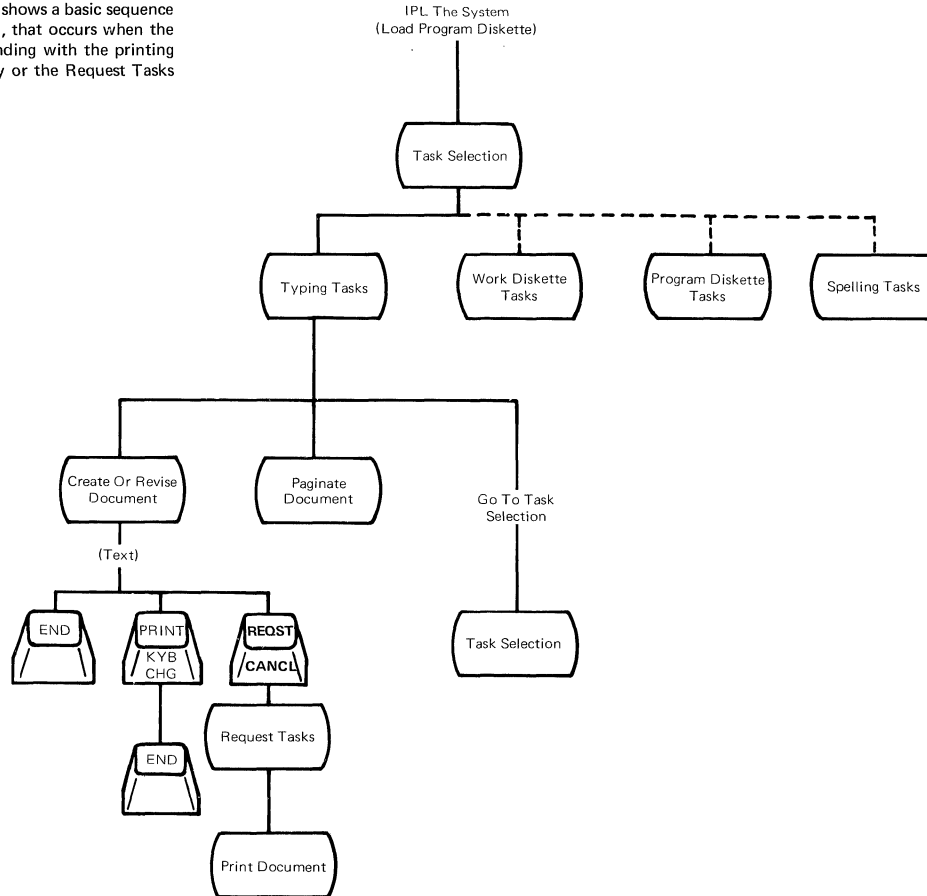 shows a basic sequence
, that occurs when the
nding with the printing
y or the Request Tasks
IPL The System
(Load Program Diskette)
Task Selection
Typing Tasks
Work Diskette
Tasks
Program Diskette
Tasks
Spelling Tasks
Create Or Revise
Document
Paginate
Document
Go To Task
Selection
(Text)
END
PRINT
KYB
CHG
REQST
CANCL
Task Selection
Request Tasks
END
Print Document